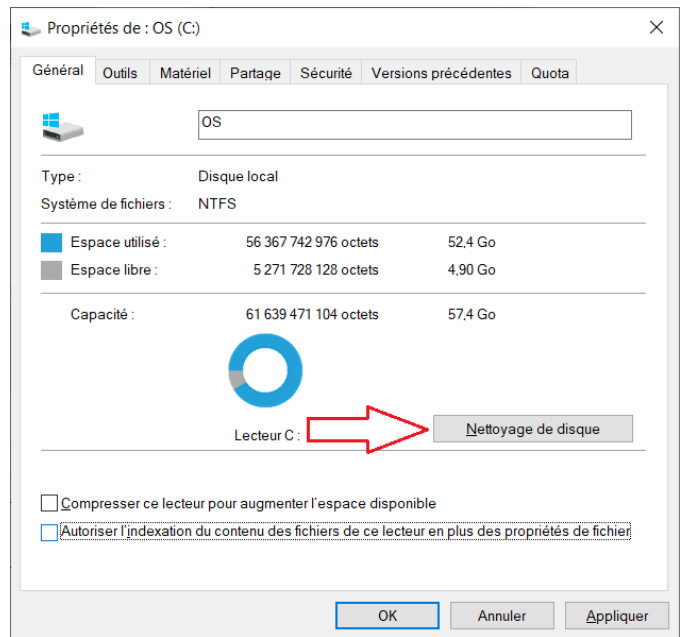 Propriétés de : OS (C:)
Général Outils Matériel Partage Sécurité Versions précédentes Quota
OS
Type : Disque local
Système de fichiers : NTFS
Espace utilisé : 56 367 742 976 octets 52,4 Go
Espace libre : 5 271 728 128 octets 4,90 Go
Capacité : 61 639 471 104 octets 57,4 Go
Lecteur C : Nettoyage de disque
Compresser ce lecteur pour augmenter l'espace disponible
Autoriser l'indexation du contenu des fichiers de ce lecteur en plus des propriétés de fichier
OK Annuler Appliquer